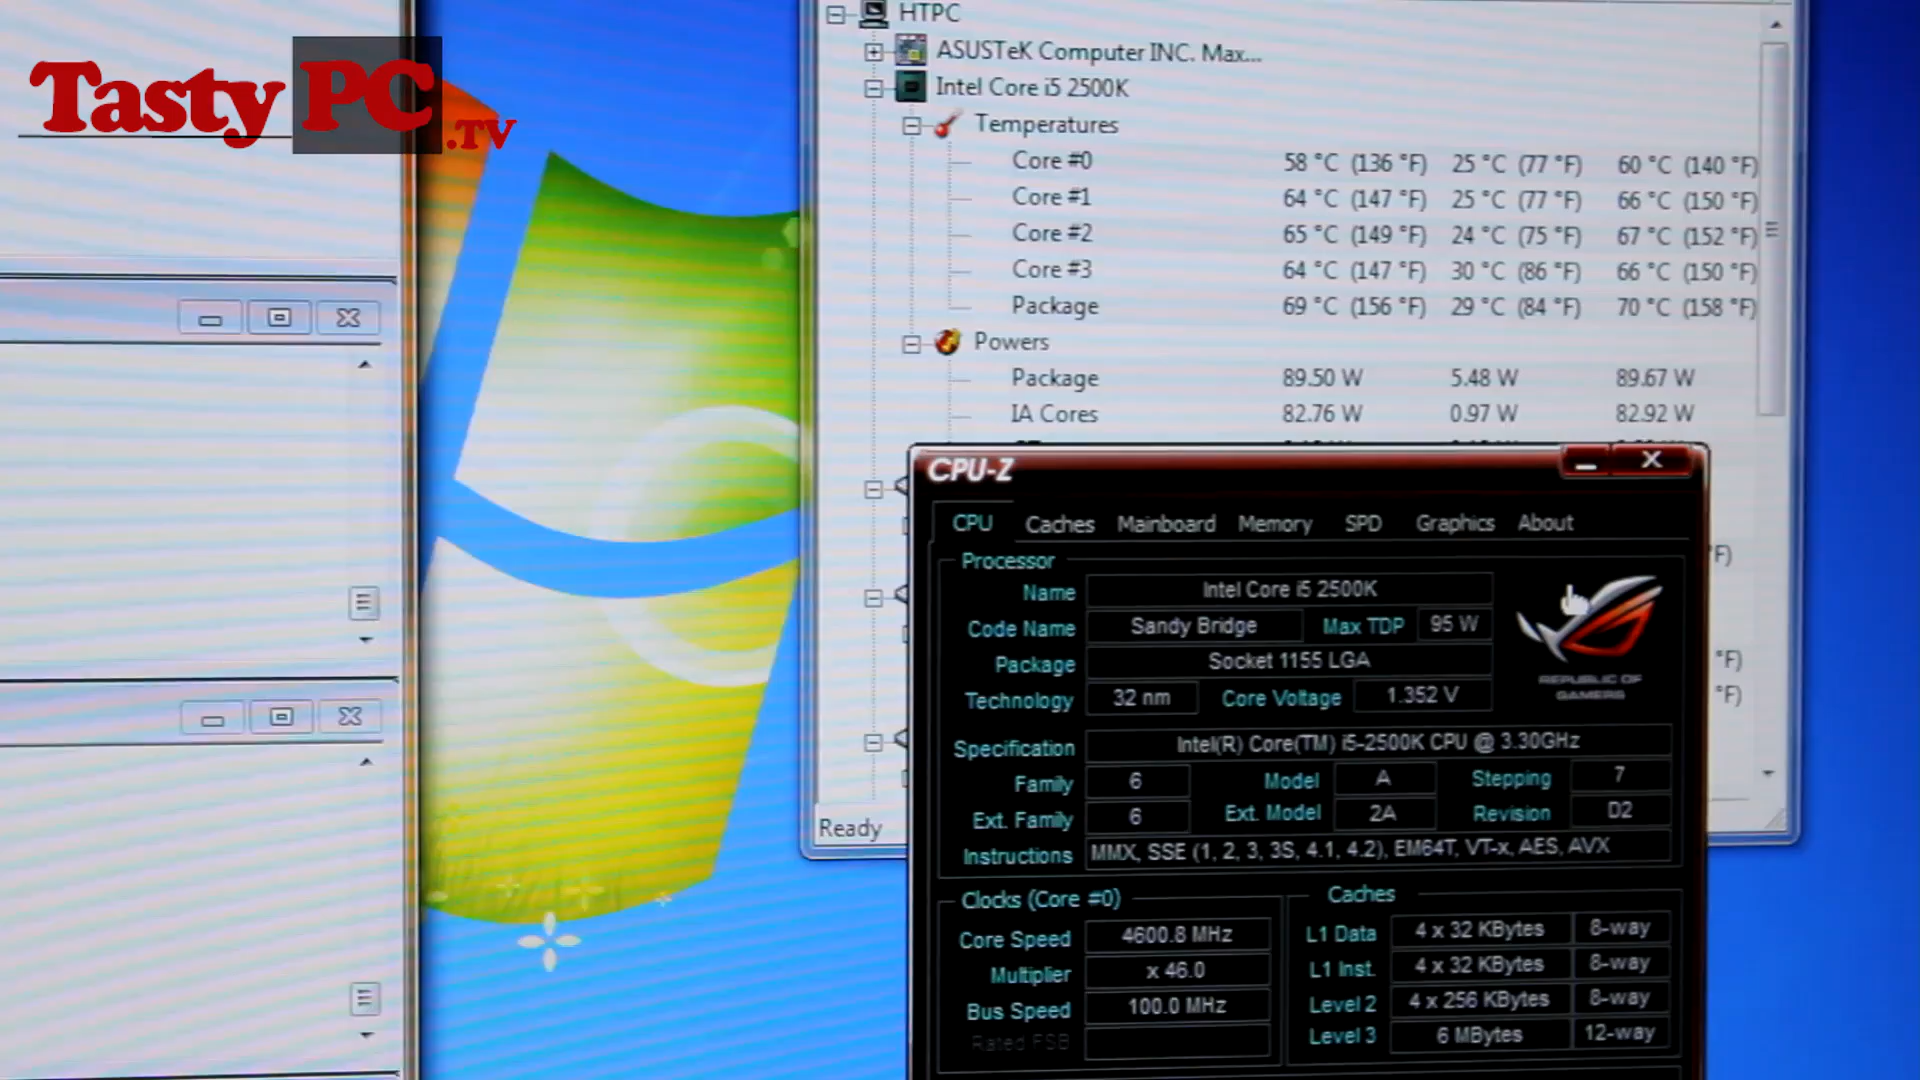 Tasty PC .TV
HTPC
ASUSTeK Computer INC. Max...
Intel Core i5 2500K
Temperatures
Core #0 58 °C (136 °F) 25 °C (77 °F) 60 °C (140 °F)
Core #1 64 °C (147 °F) 25 °C (77 °F) 66 °C (150 °F)
Core #2 65 °C (149 °F) 24 °C (75 °F) 67 °C (152 °F)
Core #3 64 °C (147 °F) 30 °C (86 °F) 66 °C (150 °F)
Package 69 °C (156 °F) 29 °C (84 °F) 70 °C (158 °F)
Powers
Package 89.50 W 5.48 W 89.67 W
IA Cores 82.76 W 0.97 W 82.92 W
°F)
°F)
°F)
Ready
CPU-Z
CPU Caches Mainboard Memory SPD Graphics About
Processor
Name Intel Core i5 2500K
Code Name Sandy Bridge Max TDP 95 W
Package Socket 1155 LGA
Technology 32 nm Core Voltage 1.352 V
REPUBLIC OF
GAMERS
Specification Intel(R) Core(TM) i5-2500K CPU @ 3.30GHz
Family 6 Model A Stepping 7
Ext. Family 6 Ext. Model 2A Revision D2
Instructions MMX, SSE (1, 2, 3, 3S, 4.1, 4.2), EM64T, VT-x, AES, AVX
Clocks (Core #0)
Core Speed 4600.8 MHz
Multiplier x 46.0
Bus Speed 100.0 MHz
Rated FSB
Caches
L1 Data 4 x 32 KBytes 8-way
L1 Inst. 4 x 32 KBytes 8-way
Level 2 4 x 256 KBytes 8-way
Level 3 6 MBytes 12-way